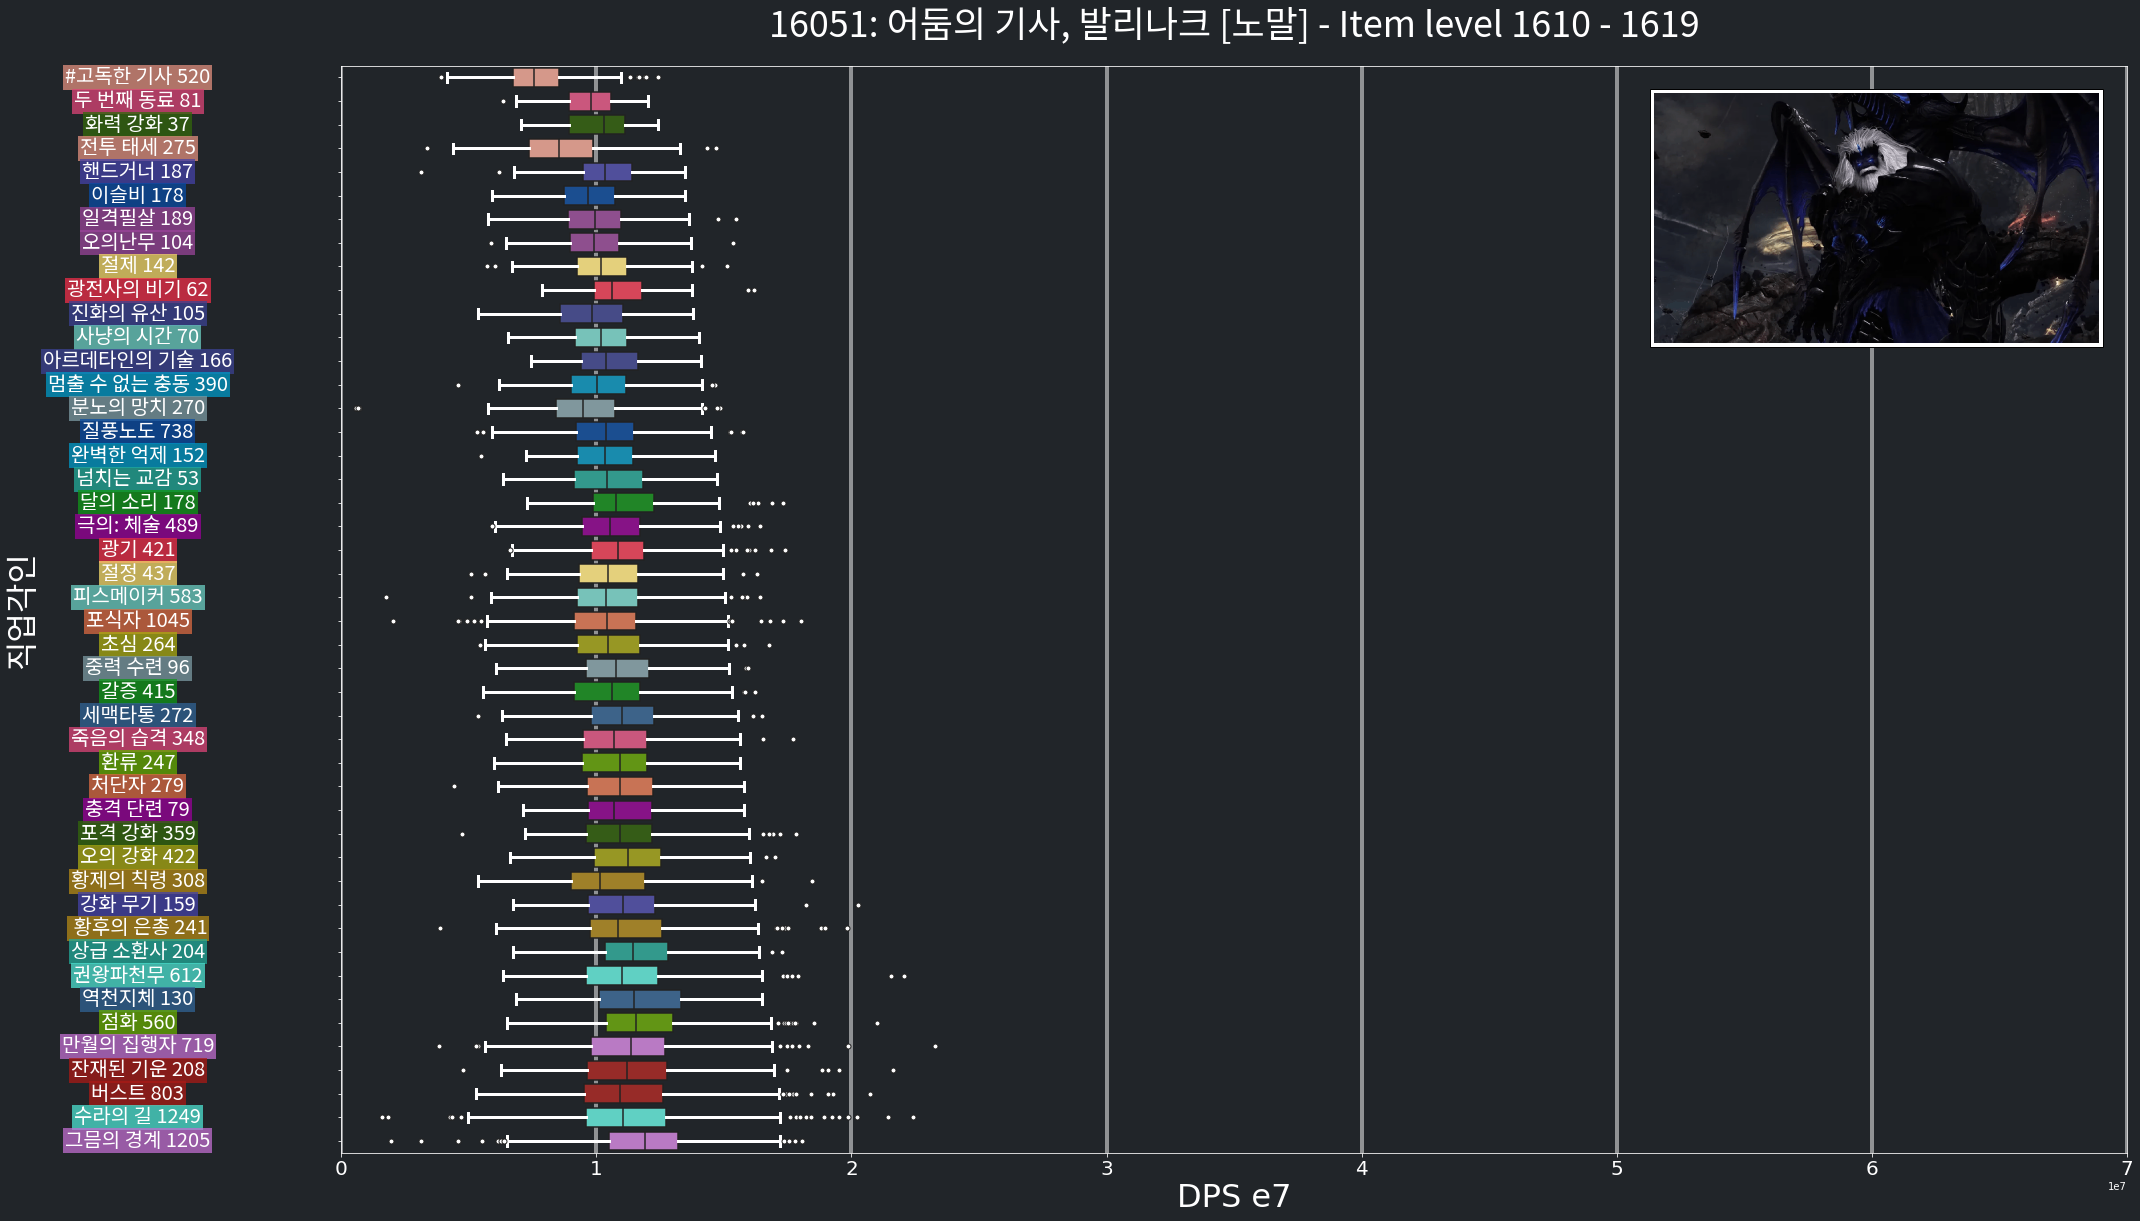 16051: 어둠의 기사, 발리나크 [노말] - Item level 1610 - 1619
#고독한 기사 520
두 번째 동료 81
화력 강화 37
전투 태세 275
핸드거너 187
이슬비 178
일격필살 189
오의난무 104
절제 142
광전사의 비기 62
진화의 유산 105
사냥의 시간 70
아르데타인의 기술 166
멈출 수 없는 충동 390
분노의 망치 270
질풍노도 738
완벽한 억제 152
넘치는 교감 53
달의 소리 178
극의: 체술 489
광기 421
절정 437
피스메이커 583
포식자 1045
초심 264
중력 수련 96
갈증 415
세맥타통 272
죽음의 습격 348
환류 247
처단자 279
충격 단련 79
포격 강화 359
오의 강화 422
황제의 칙령 308
강화 무기 159
황후의 은총 241
상급 소환사 204
권왕파천무 612
역천지체 130
점화 560
만월의 집행자 719
잔재된 기운 208
버스트 803
수라의 길 1249
그믐의 경계 1205
직업각인
0 1 2 3 4 5 6 7
1e7
DPS e7